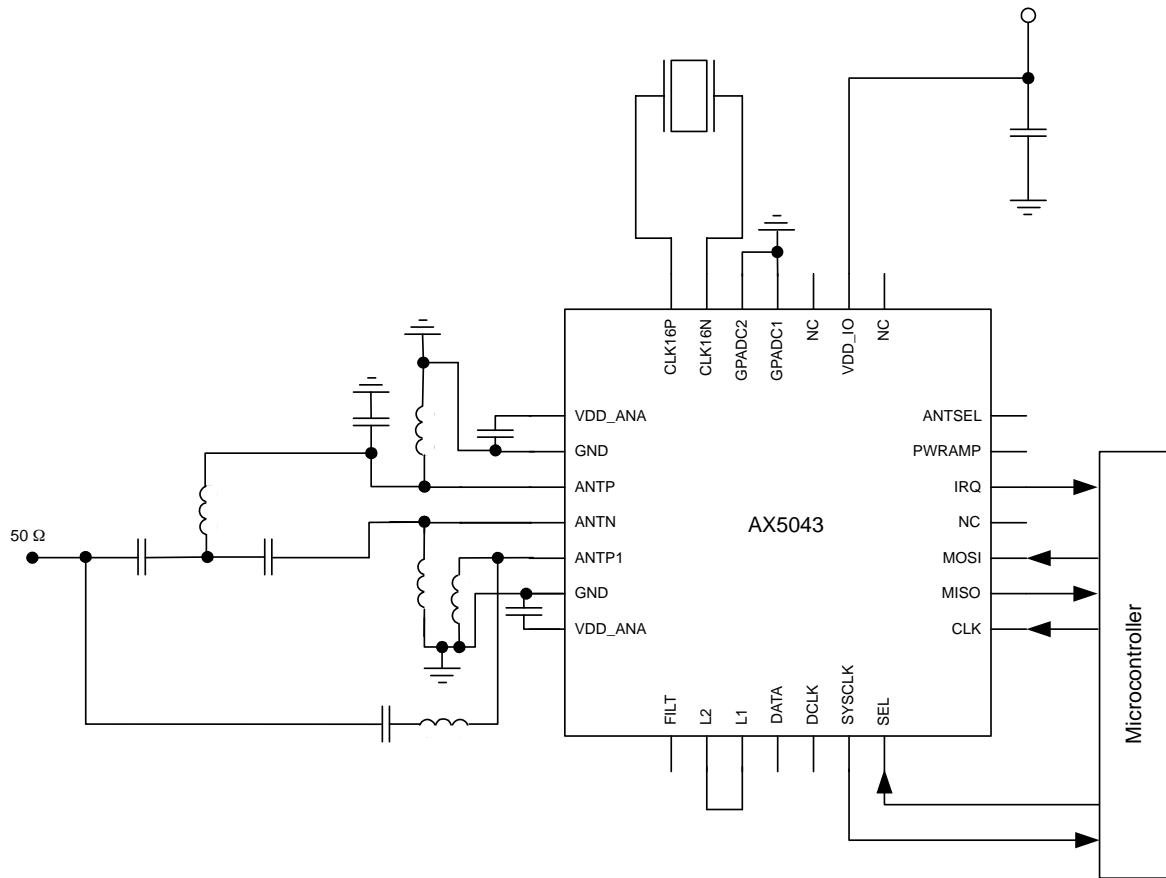 CLK16P
CLK16N
GPADC2
GPADC1
NC
VDD_IO
NC
VDD_ANA
GND
ANTP
ANTN
ANTP1
GND
VDD_ANA
50 Ω
AX5043
ANTSEL
PWRAMP
IRQ
NC
MOSI
MISO
CLK
FILT
L2
L1
DATA
DCLK
SYSCLK
SEL
Microcontroller